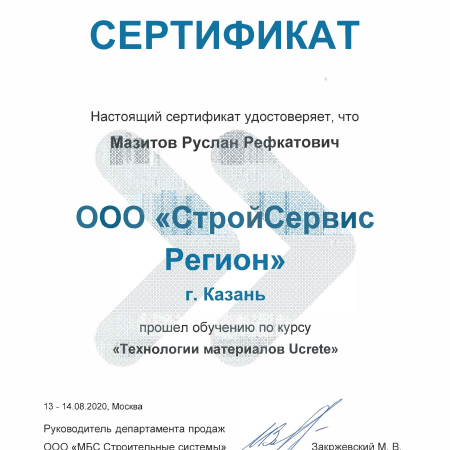 СЕРТИФИКАТ
Настоящий сертификат удостоверяет, что
Мазитов Руслан Рефкатович
ООО «СтройСервис
Регион»
г. Казань
прошел обучению по курсу
«Технологии материалов Ucrete»
13 - 14.08.2020, Москва
Руководитель департамента продаж
ООО «МБС Строительные системы»
Закржевский М. В.